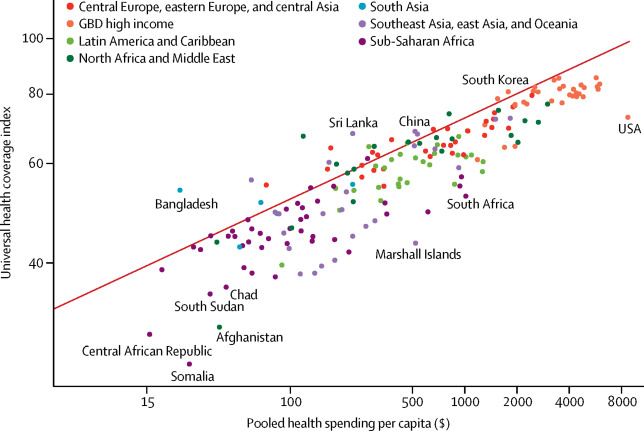 Central Europe, eastern Europe, and central Asia
GBD high income
Latin America and Caribbean
North Africa and Middle East
South Asia
Southeast Asia, east Asia, and Oceania
Sub-Saharan Africa
Universal health coverage index
100
80
60
40
South Korea
USA
Sri Lanka
China
Bangladesh
South Africa
Marshall Islands
Chad
South Sudan
Afghanistan
Central African Republic
Somalia
15
100
500
1000
2000
4000
8000
Pooled health spending per capita ($)